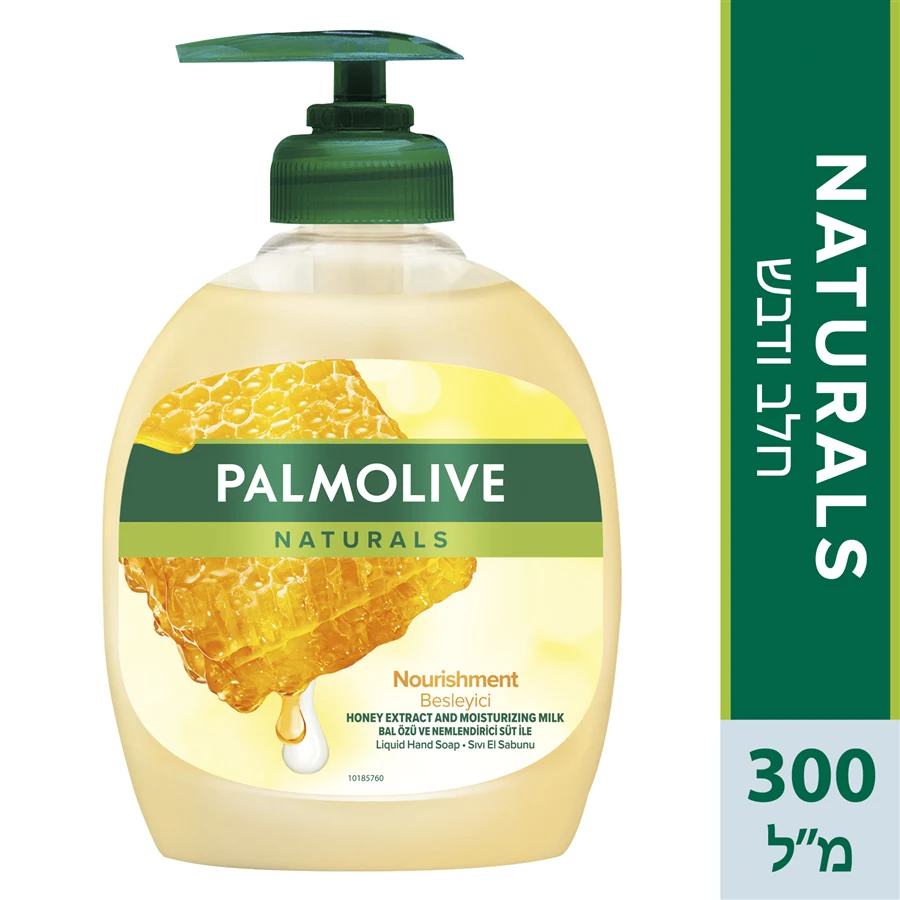 PALMOLIVE
NATURALS
Nourishment
Besleyici
HONEY EXTRACT AND MOISTURIZING MILK
BAL ÖZÜ VE NEMLENDİRİCİ SÜT İLE
Liquid Hand Soap • Sıvı El Sabunu
10185760
NATURALS
חלב ודבש
300
מ"ל